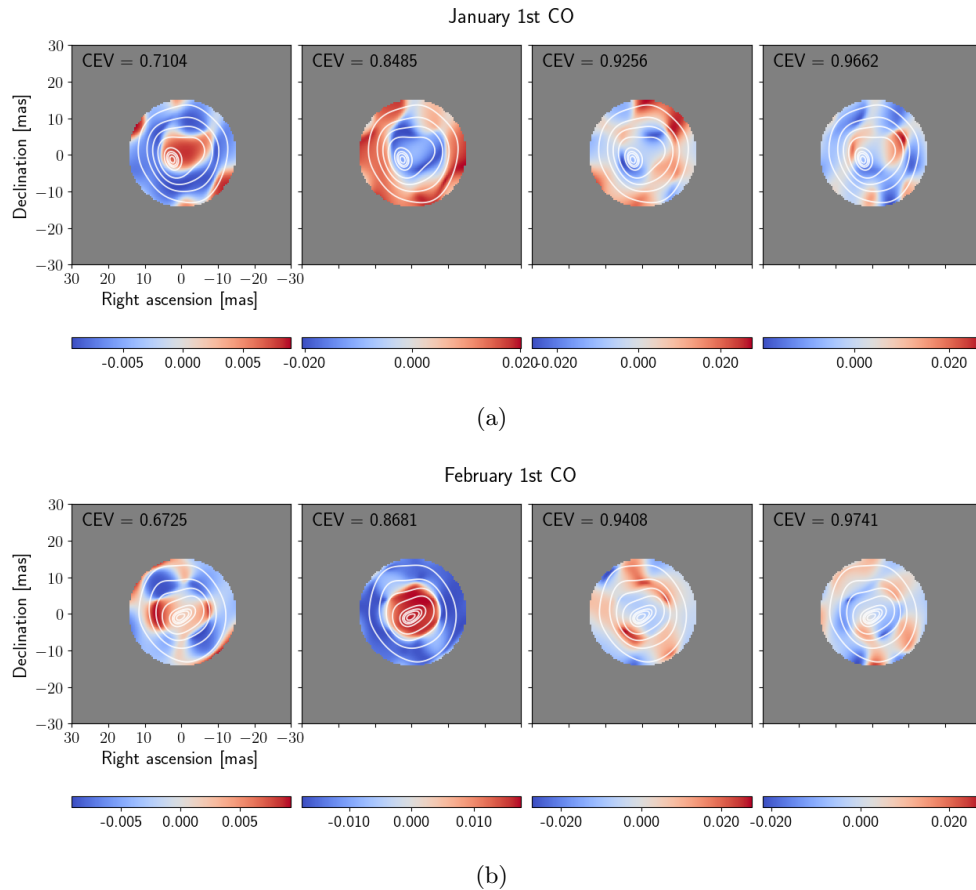 January 1st CO
CEV = 0.7104
CEV = 0.8485
CEV = 0.9256
CEV = 0.9662
30
20
10
0
−10
−20
−30
Declination [mas]
30 20 10 0 −10 −20 −30
Right ascension [mas]
-0.005 0.000 0.005
-0.020 0.000 0.020
-0.020 0.000 0.020
0.000 0.020
(a)
February 1st CO
CEV = 0.6725
CEV = 0.8681
CEV = 0.9408
CEV = 0.9741
30
20
10
0
−10
−20
−30
Declination [mas]
30 20 10 0 −10 −20 −30
Right ascension [mas]
-0.005 0.000 0.005
-0.010 0.000 0.010
-0.020 0.000 0.020
-0.020 0.000 0.020
(b)